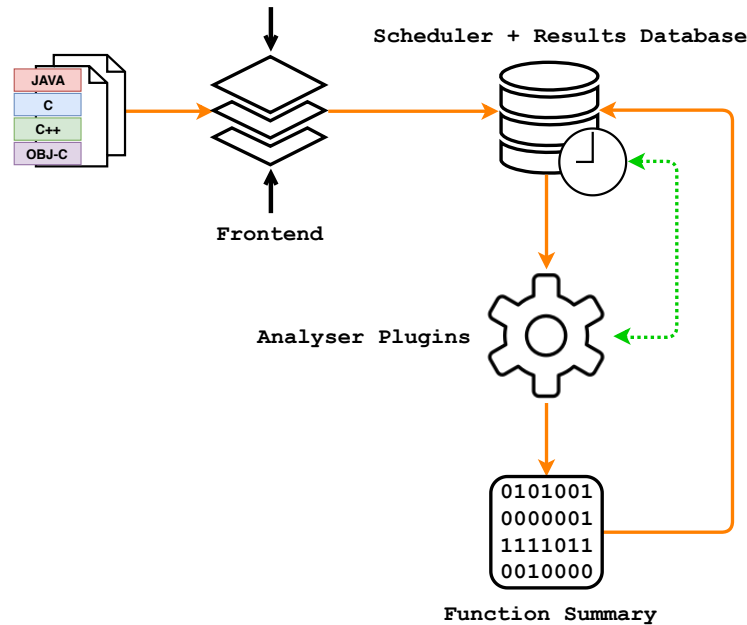 Scheduler + Results Database
JAVA
C
C++
OBJ-C
Frontend
Analyser Plugins
0101001
0000001
1111011
0010000
Function Summary